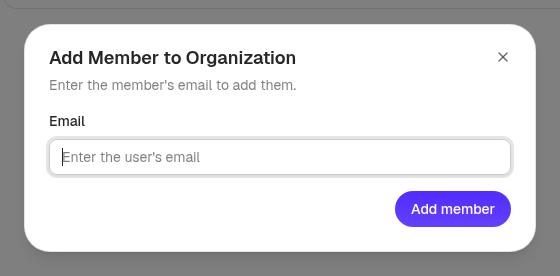 Add Member to Organization
Enter the member's email to add them.
Email
Enter the user's email
Add member